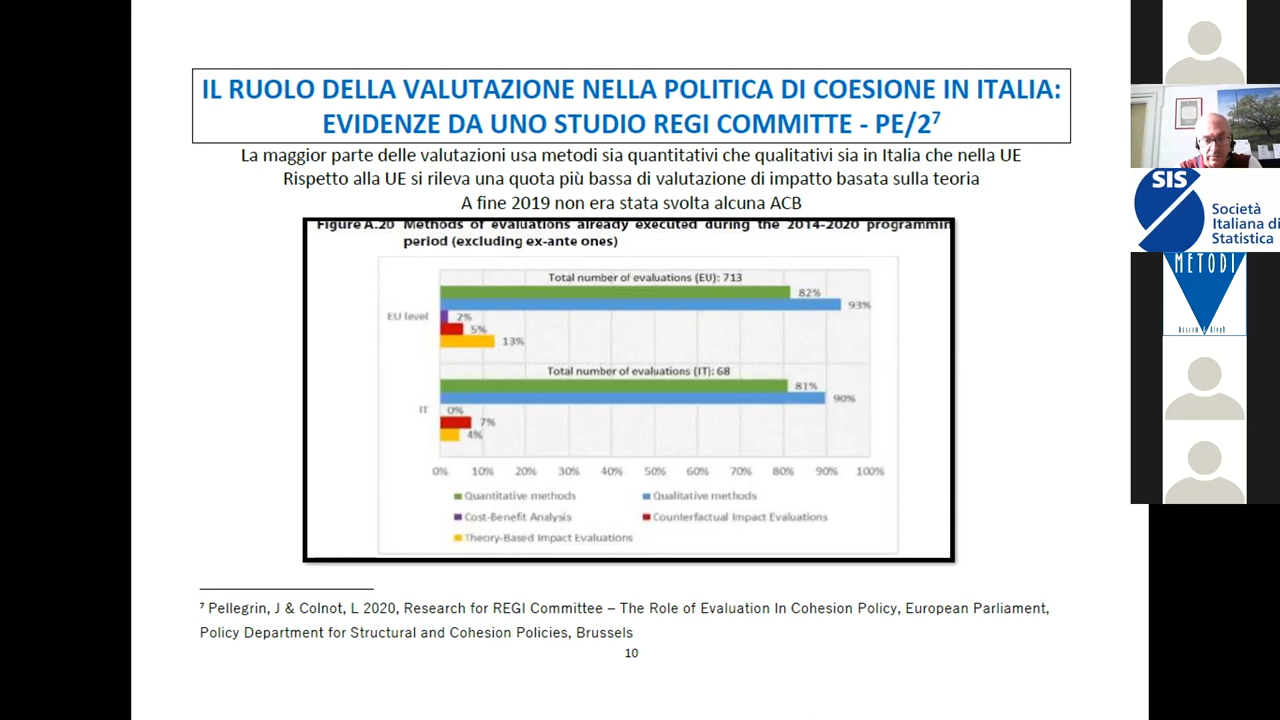 IL RUOLO DELLA VALUTAZIONE NELLA POLITICA DI COESIONE IN ITALIA:
EVIDENZE DA UNO STUDIO REGI COMMITTE - PE/2⁷
La maggior parte delle valutazioni usa metodi sia quantitativi che qualitativi sia in Italia che nella UE
Rispetto alla UE si rileva una quota più bassa di valutazione di impatto basata sulla teoria
A fine 2019 non era stata svolta alcuna ACB
Figure A.20 Methods of evaluations already executed during the 2014-2020 programmin
period (excluding ex-ante ones)
Total number of evaluations (EU): 713
82%
93%
EU level
2%
5%
13%
Total number of evaluations (IT): 68
81%
90%
IT
0%
7%
4%
0% 10% 20% 30% 40% 50% 60% 70% 80% 90% 100%
Quantitative methods
Qualitative methods
Cost-Benefit Analysis
Counterfactual Impact Evaluations
Theory-Based Impact Evaluations
⁷ Pellegrin, J & Colnot, L 2020, Research for REGI Committee – The Role of Evaluation In Cohesion Policy, European Parliament,
Policy Department for Structural and Cohesion Policies, Brussels
10
SIS
Società
Italiana di
Statistica
METODI